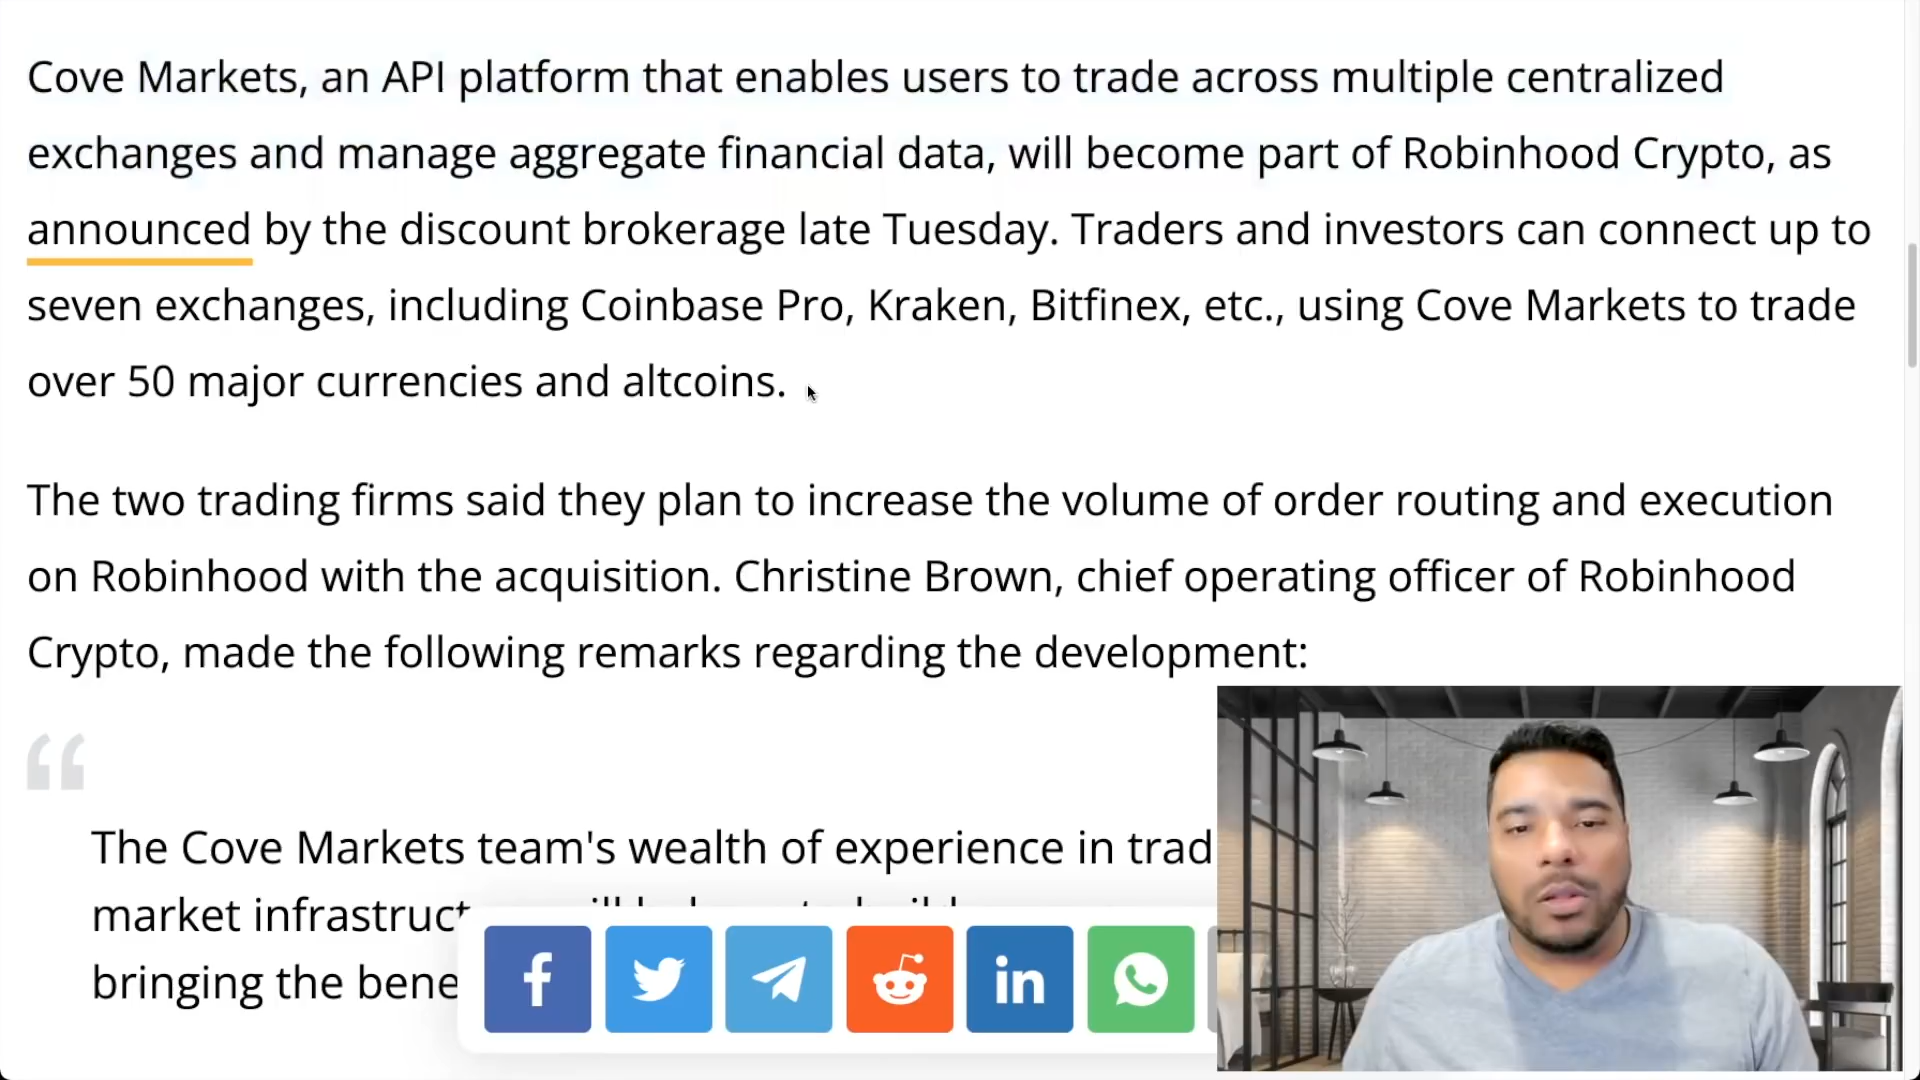 Cove Markets, an API platform that enables users to trade across multiple centralized
exchanges and manage aggregate financial data, will become part of Robinhood Crypto, as
announced by the discount brokerage late Tuesday. Traders and investors can connect up to
seven exchanges, including Coinbase Pro, Kraken, Bitfinex, etc., using Cove Markets to trade
over 50 major currencies and altcoins.
The two trading firms said they plan to increase the volume of order routing and execution
on Robinhood with the acquisition. Christine Brown, chief operating officer of Robinhood
Crypto, made the following remarks regarding the development:
“
The Cove Markets team's wealth of experience in trad
market infrastruct
bringing the bene
f
in